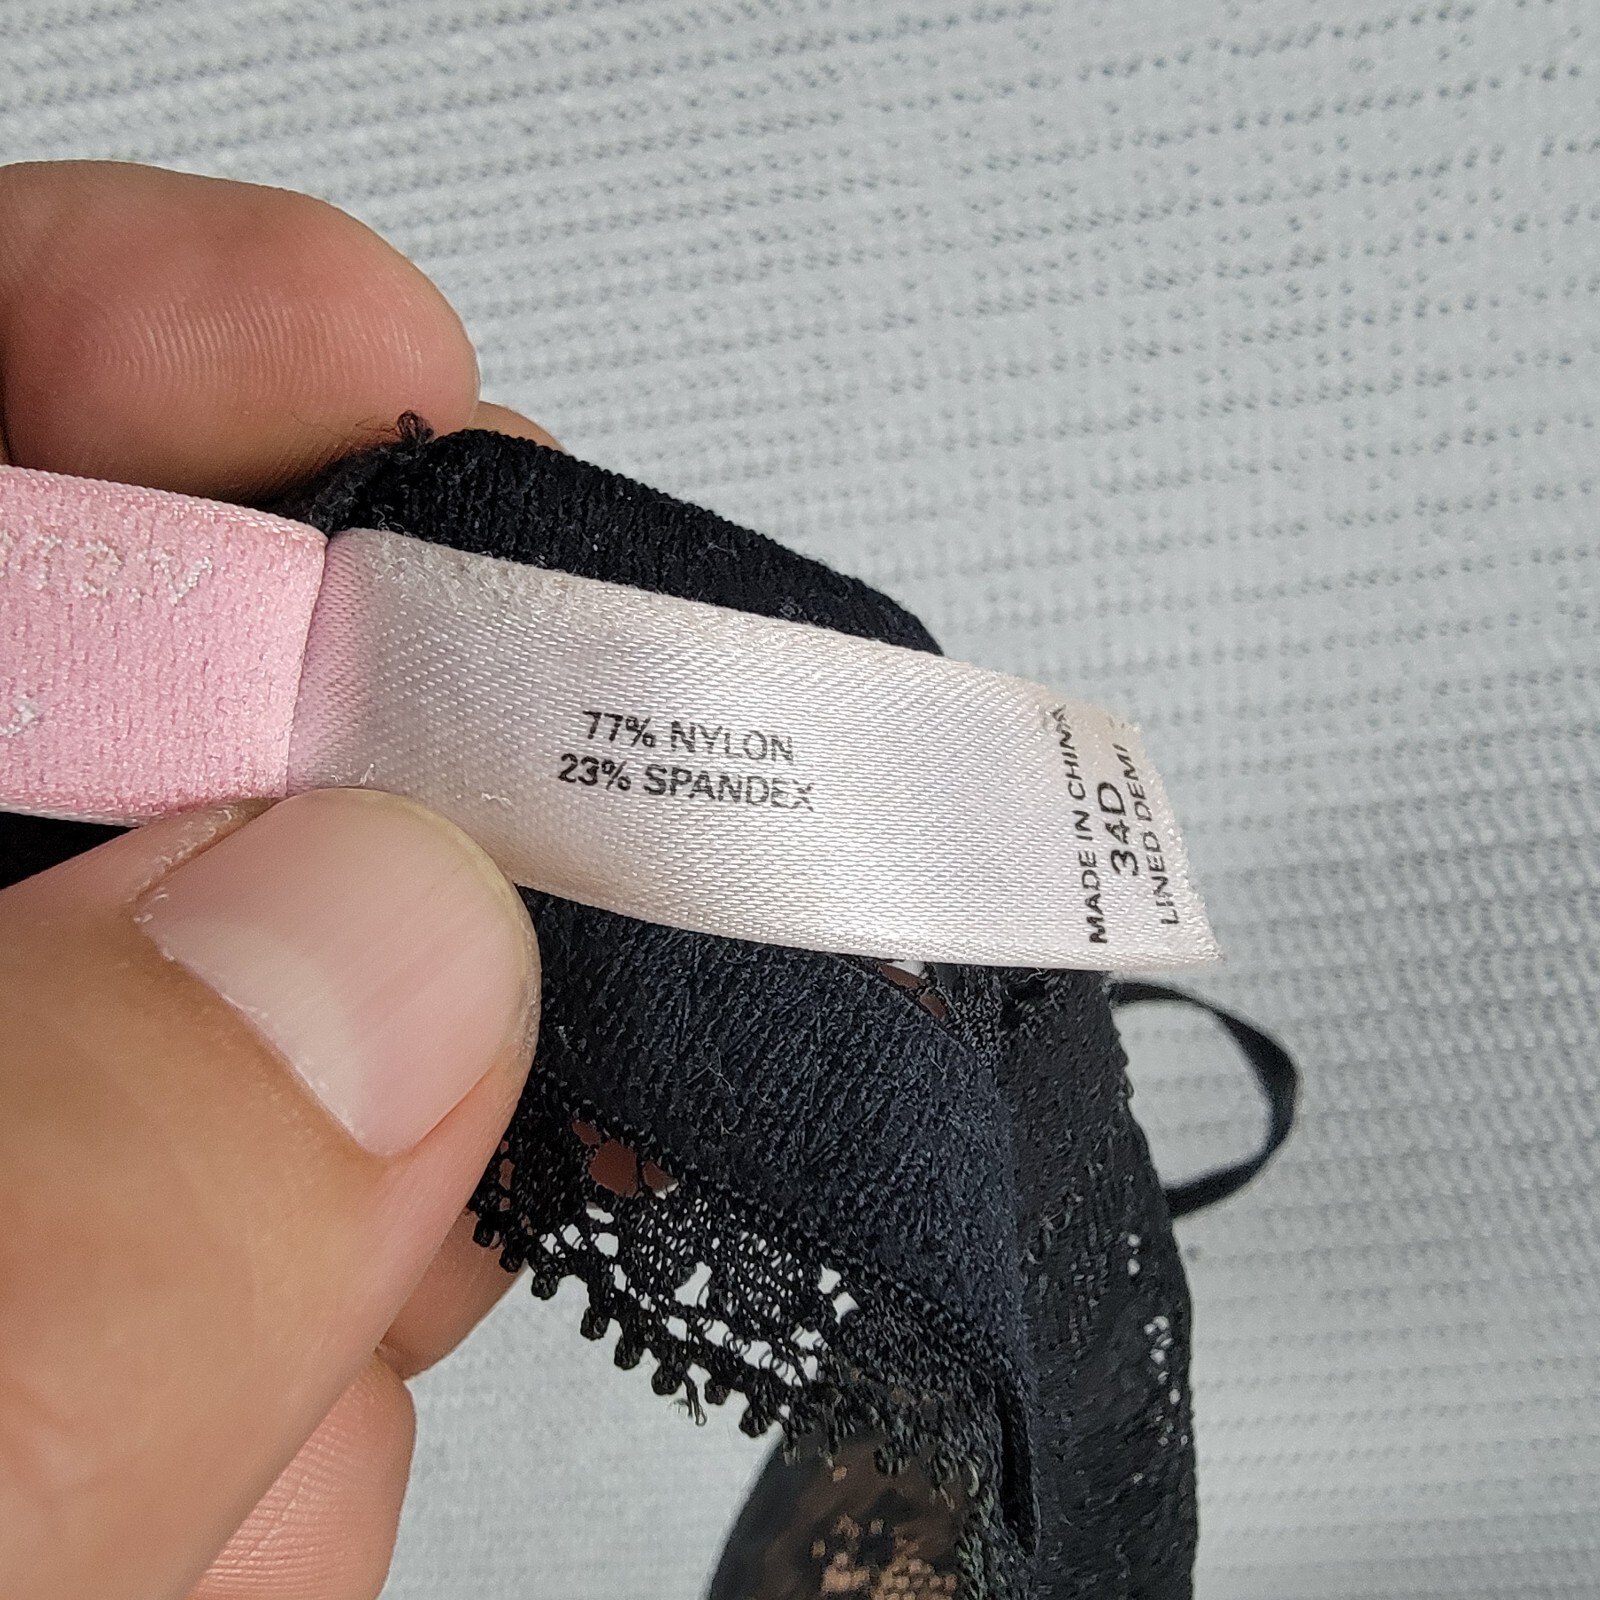 77% NYLON
23% SPANDEX
MADE IN CHINA
34D
LINED DEMI